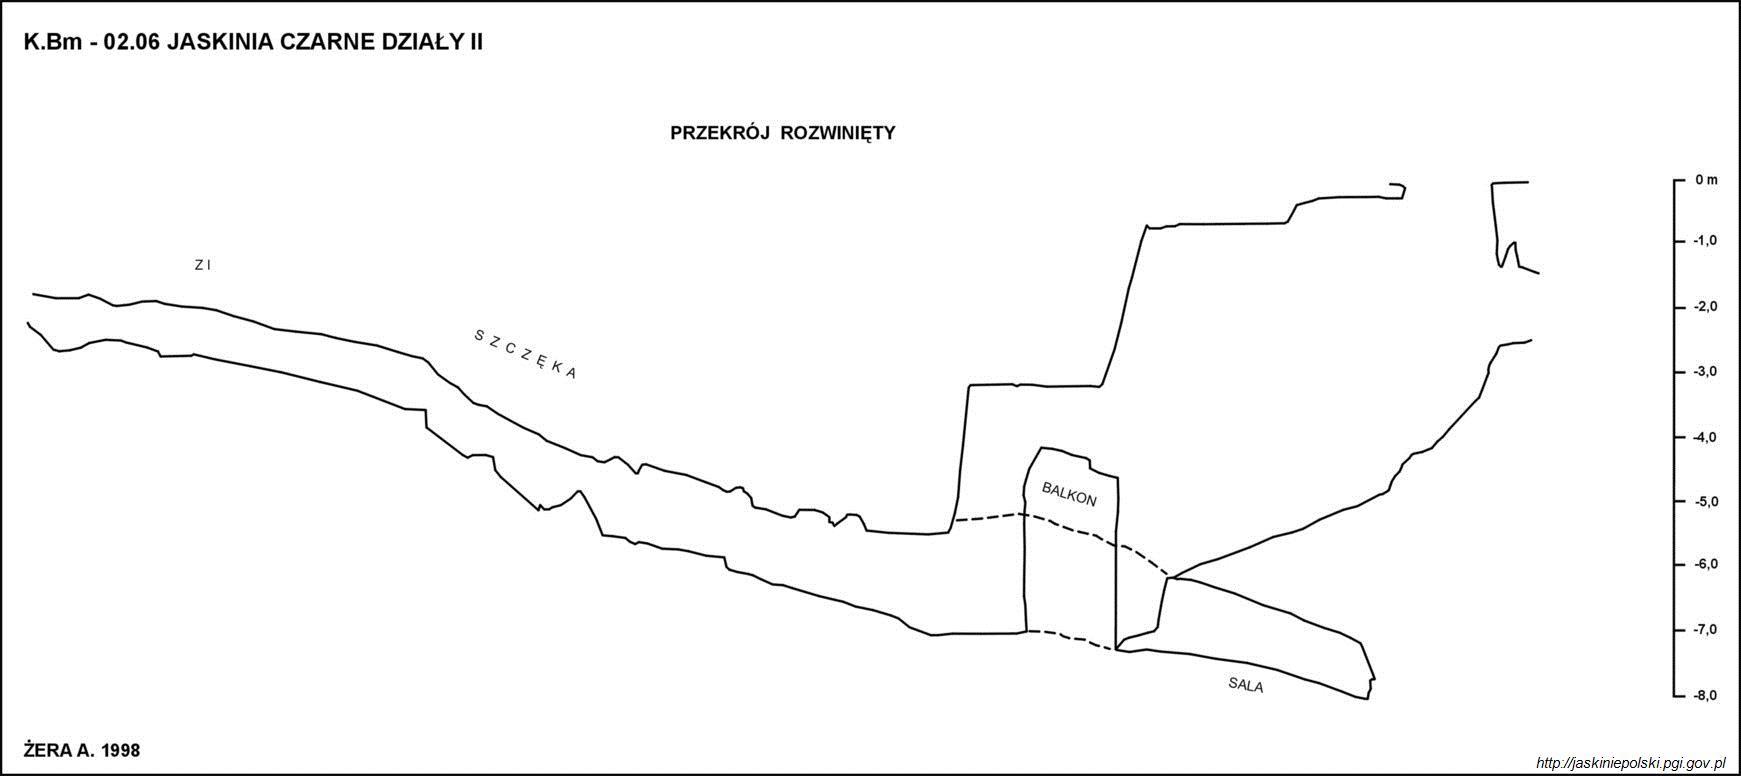 K.Bm - 02.06 JASKINIA CZARNE DZIAŁY II
PRZEKRÓJ ROZWINIĘTY
0 m
-1,0
-2,0
-3,0
-4,0
-5,0
-6,0
-7,0
-8,0
Z I
SZCZĘKA
BALKON
SALA
ŻERA A. 1998
http://jaskiniepolski.pgi.gov.pl